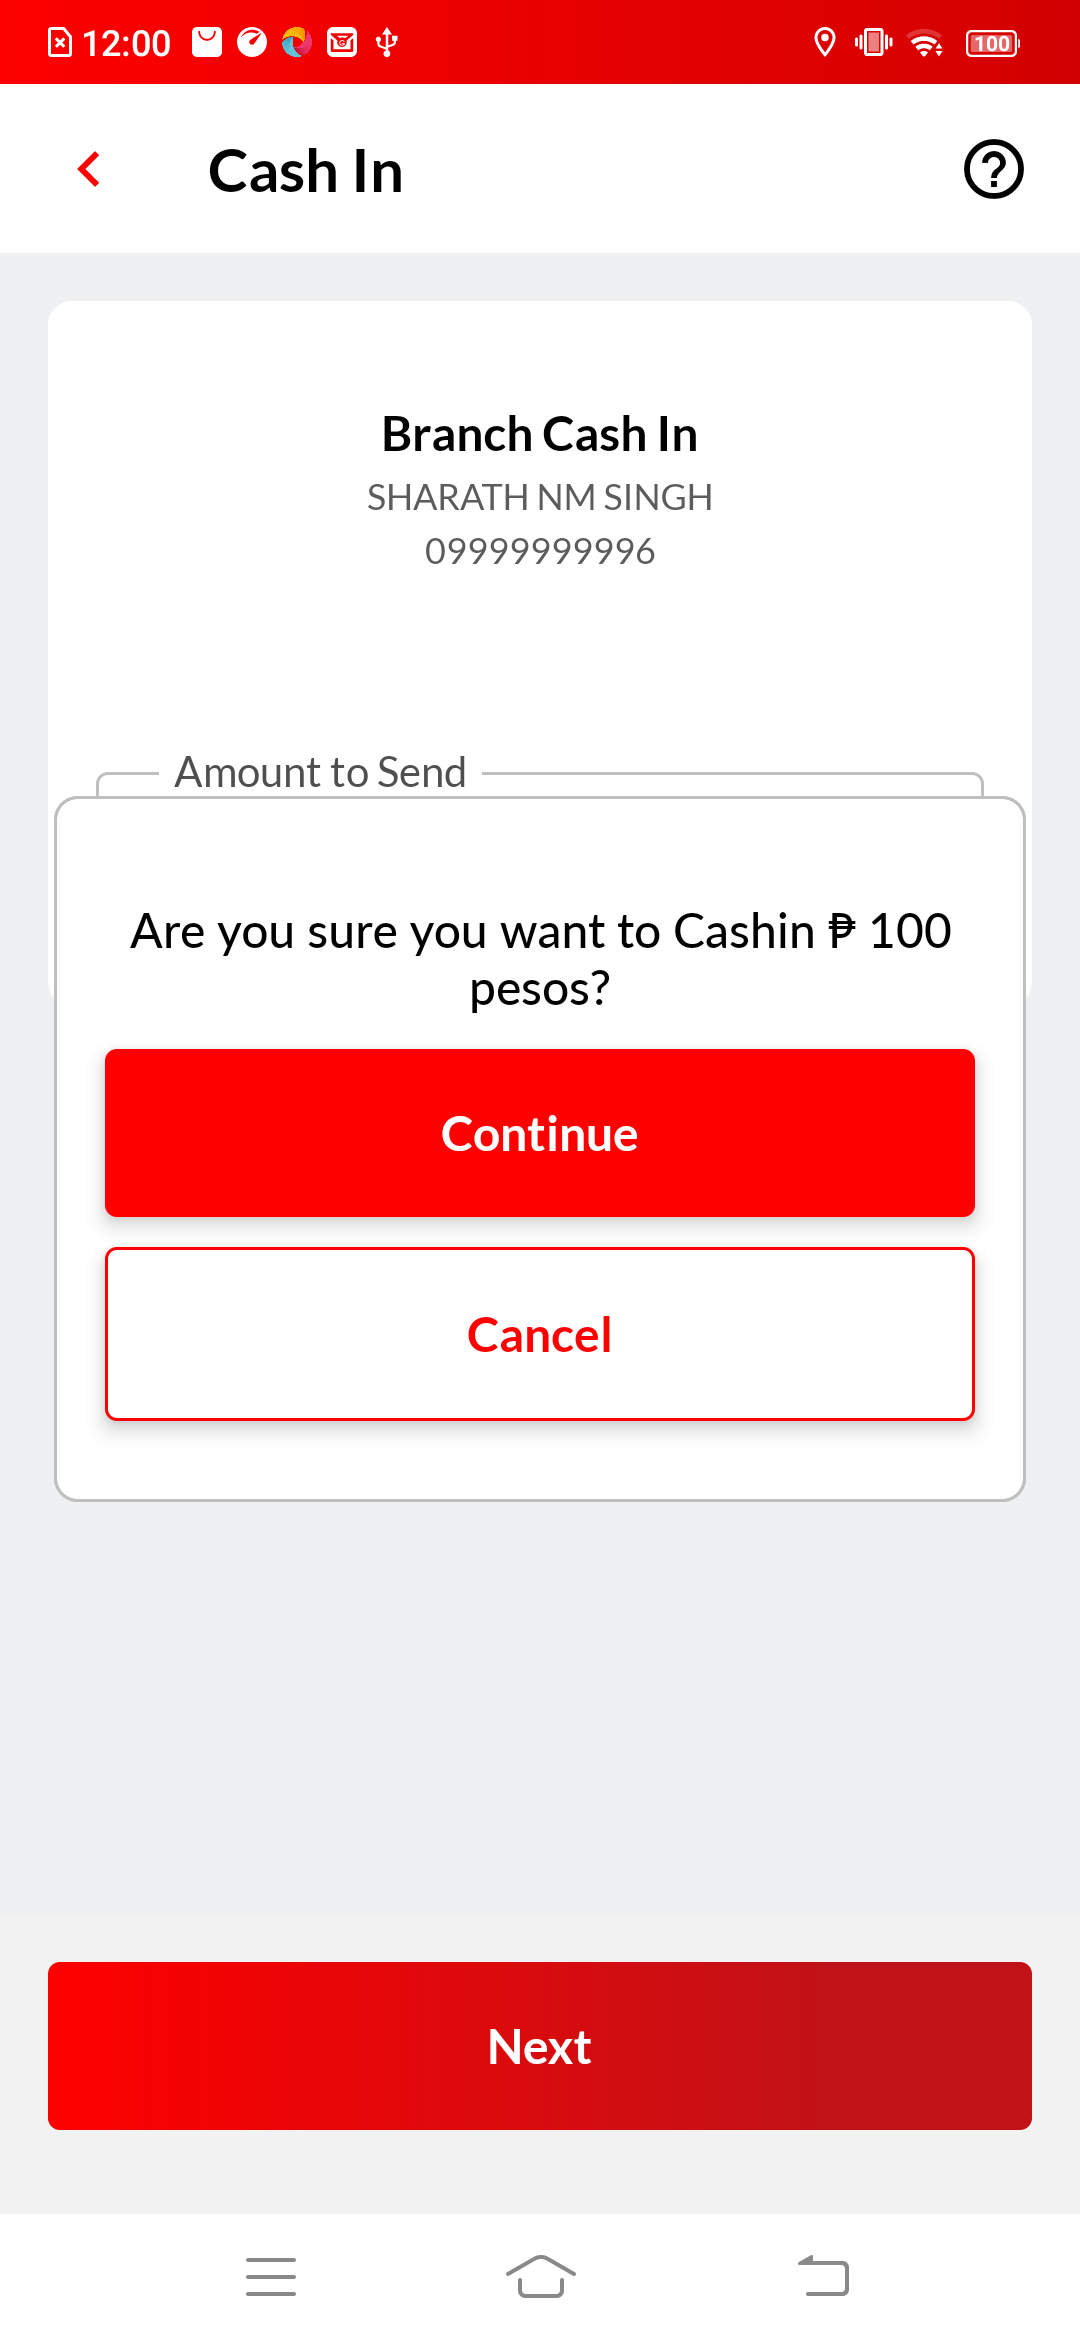 12:00
100
Cash In
Branch Cash In
SHARATH NM SINGH
09999999996
Amount to Send
Are you sure you want to Cashin ₱ 100
pesos?
Continue
Cancel
Next